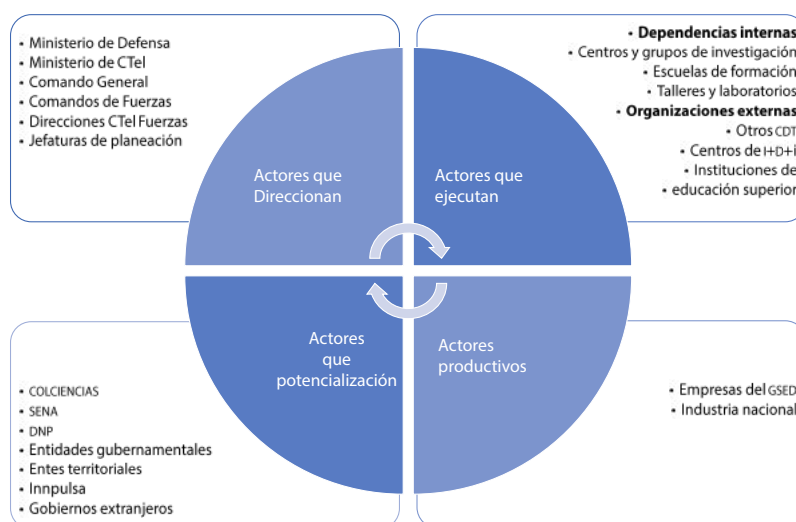 • Ministerio de Defensa
• Ministerio de CTel
• Comando General
• Comandos de Fuerzas
• Direcciones CTel Fuerzas
• Jefaturas de planeación
• Dependencias internas
• Centros y grupos de investigación
• Escuelas de formación
• Talleres y laboratorios
• Organizaciones externas
• Otros CDT
• Centros de I+D+i
• Instituciones de
• educación superior
Actores que
Direccionan
Actores que
ejecutan
Actores
que
potencialización
Actores
productivos
• COLCIENCIAS
• SENA
• DNP
• Entidades gubernamentales
• Entes territoriales
• Innpulsa
• Gobiernos extranjeros
• Empresas del GSED
• Industria nacional